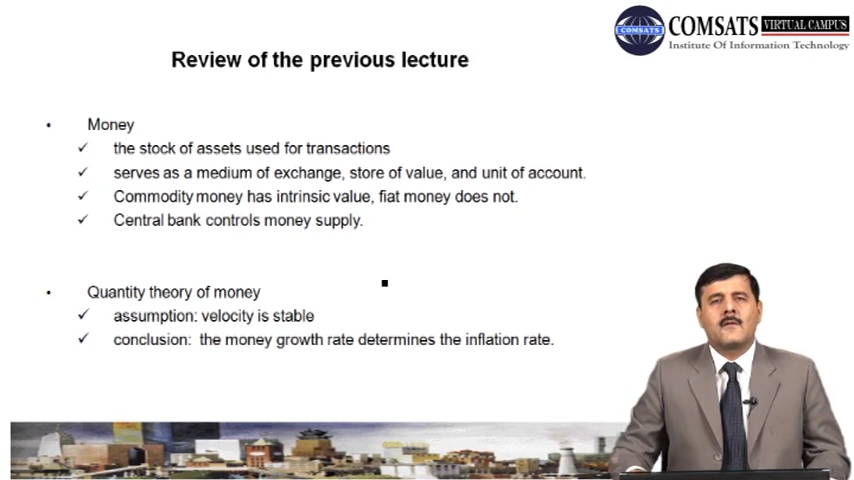 COMSATS VIRTUAL CAMPUS
Institute Of Information Technology
COMSATS
Review of the previous lecture
• Money
✓ the stock of assets used for transactions
✓ serves as a medium of exchange, store of value, and unit of account.
✓ Commodity money has intrinsic value, fiat money does not.
✓ Central bank controls money supply.
• Quantity theory of money
✓ assumption: velocity is stable
✓ conclusion: the money growth rate determines the inflation rate.